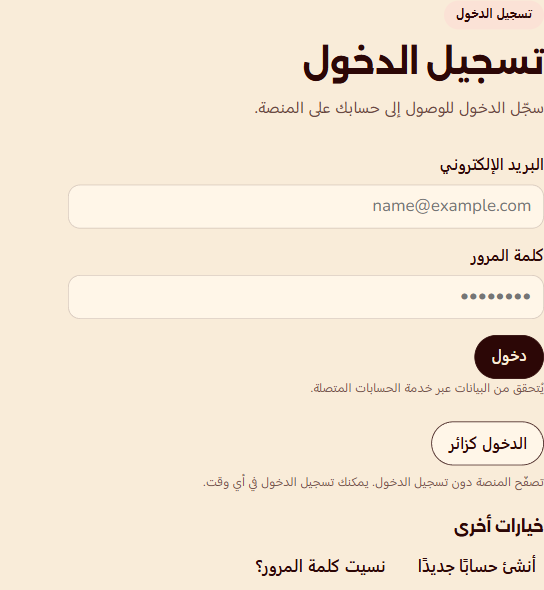 تسجيل الدخول
تسجيل الدخول
سجّل الدخول للوصول إلى حسابك على المنصة.
البريد الإلكتروني
name@example.com
كلمة المرور
••••••••
دخول
يُتحقق من البيانات عبر خدمة الحسابات المتصلة.
الدخول كزائر
تصفّح المنصة دون تسجيل الدخول. يمكنك تسجيل الدخول في أي وقت.
خيارات أخرى
أنشئ حسابًا جديدًا نسيت كلمة المرور؟